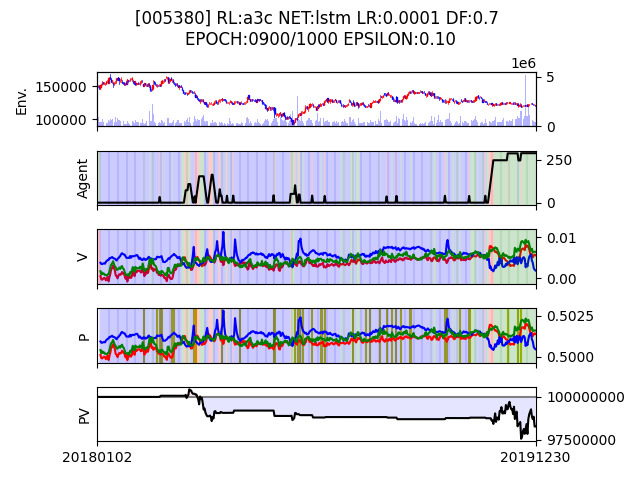 [005380] RL:a3c NET:lstm LR:0.0001 DF:0.7
EPOCH:0900/1000 EPSILON:0.10
1e6
Env.
150000
100000
5
0
Agent
250
0
V
0.01
0.00
P
0.5025
0.5000
PV
100000000
97500000
20180102
20191230